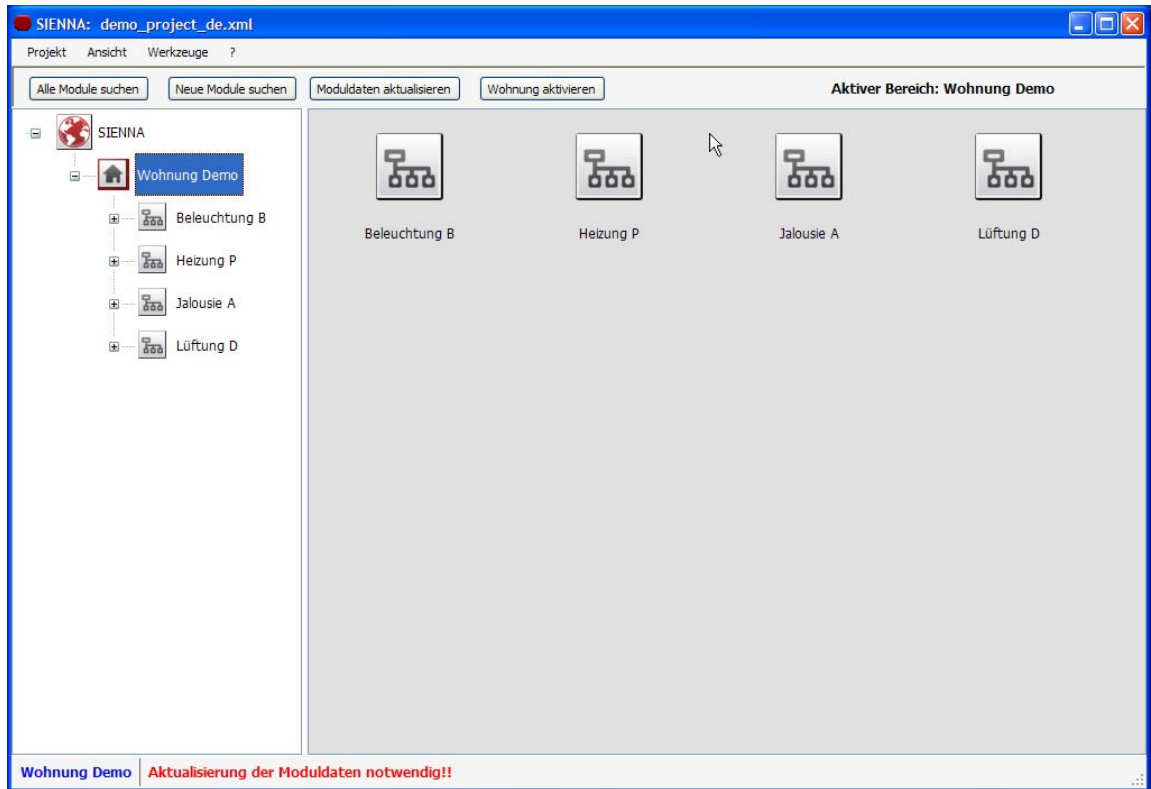 SIENNA: demo_project_de.xml
Projekt Ansicht Werkzeuge ?
Alle Module suchen Neue Module suchen Moduldaten aktualisieren Wohnung aktivieren Aktiver Bereich: Wohnung Demo
SIENNA
Wohnung Demo
Beleuchtung B
Heizung P
Jalousie A
Lüftung D
Beleuchtung B Heizung P Jalousie A Lüftung D
Wohnung Demo Aktualisierung der Moduldaten notwendig!!